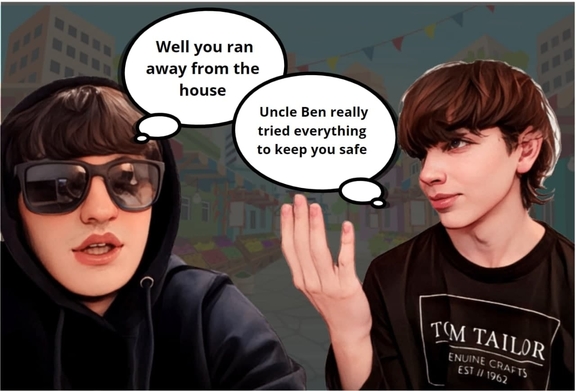 Well you ran
away from the
house
Uncle Ben really
tried everything
to keep you safe
TOM TAILOR
ENUINE CRAFTS
EST // 1962